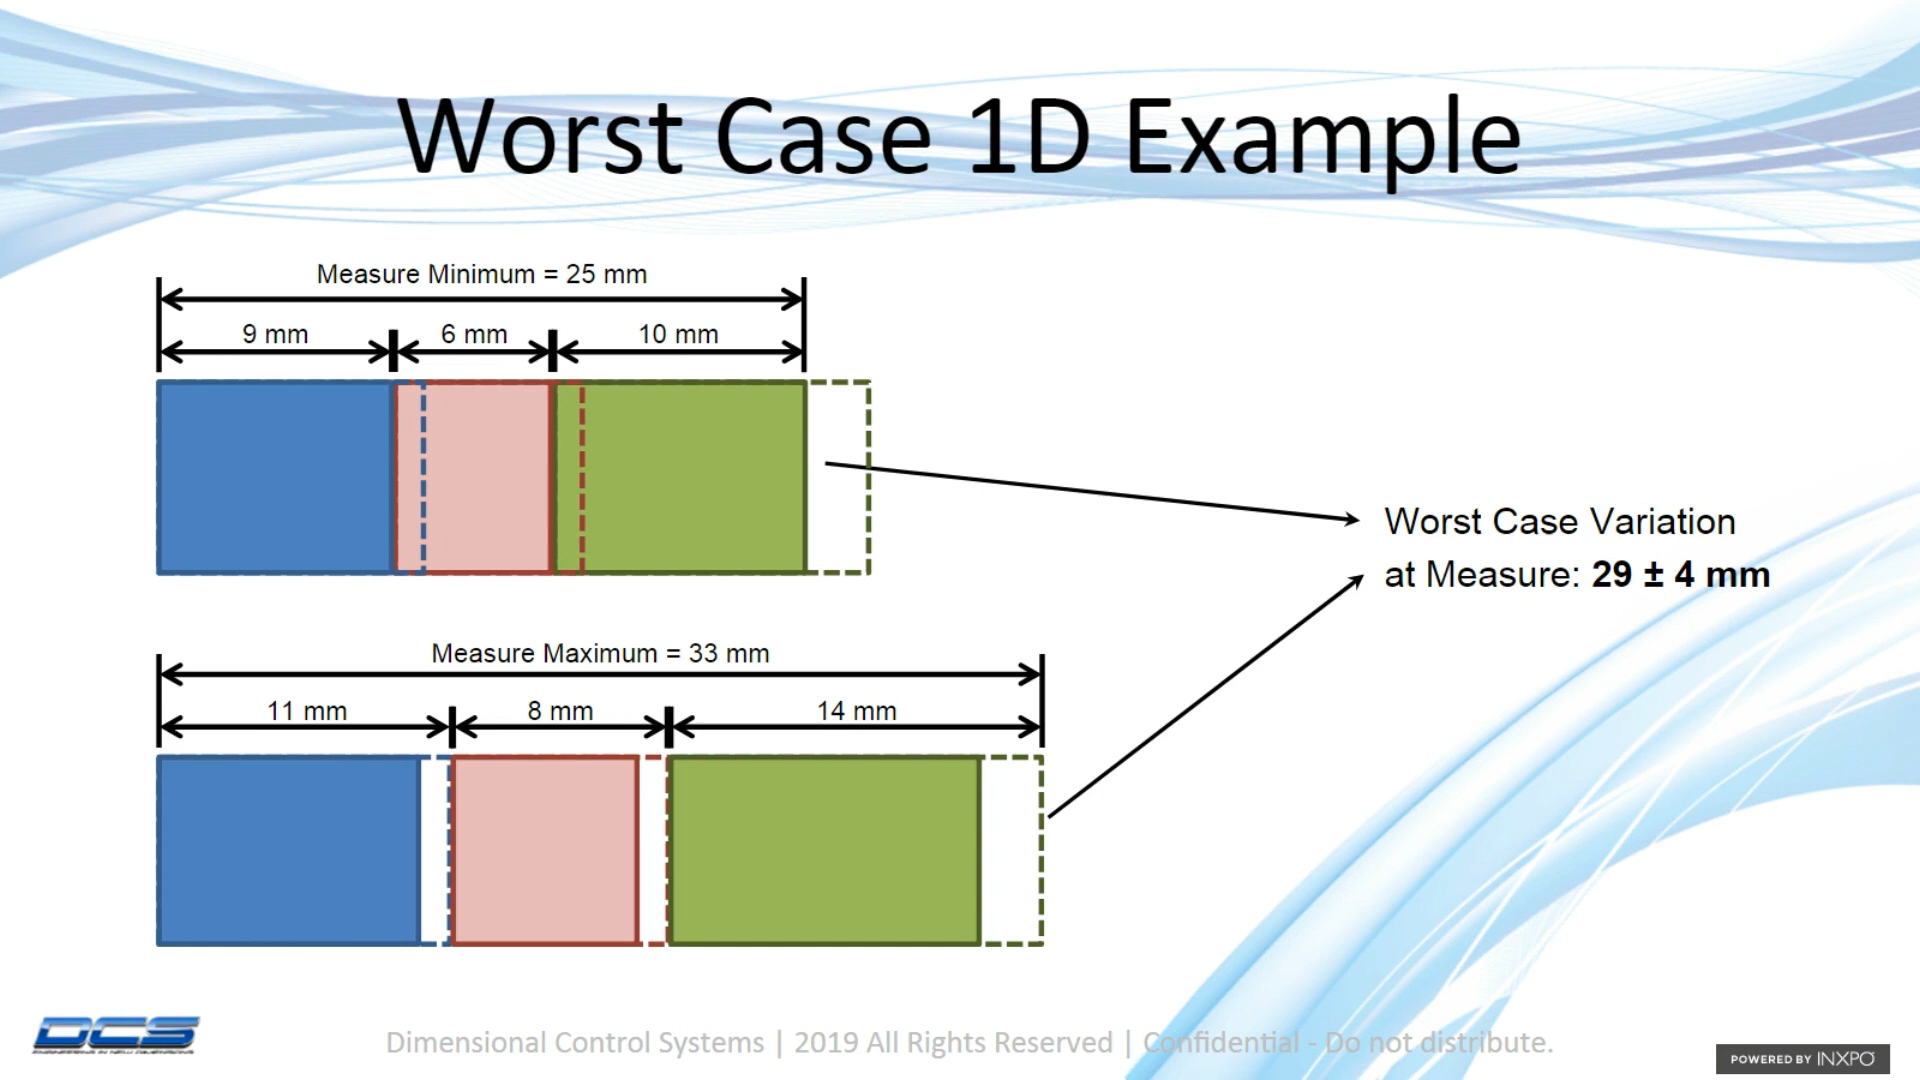 Worst Case 1D Example
Measure Minimum = 25 mm
9 mm 6 mm 10 mm
Worst Case Variation
at Measure: 29 ± 4 mm
Measure Maximum = 33 mm
11 mm 8 mm 14 mm
DCS
Dimensional Control Systems | 2019 All Rights Reserved | Confidential - Do not distribute.
POWERED BY INXPO